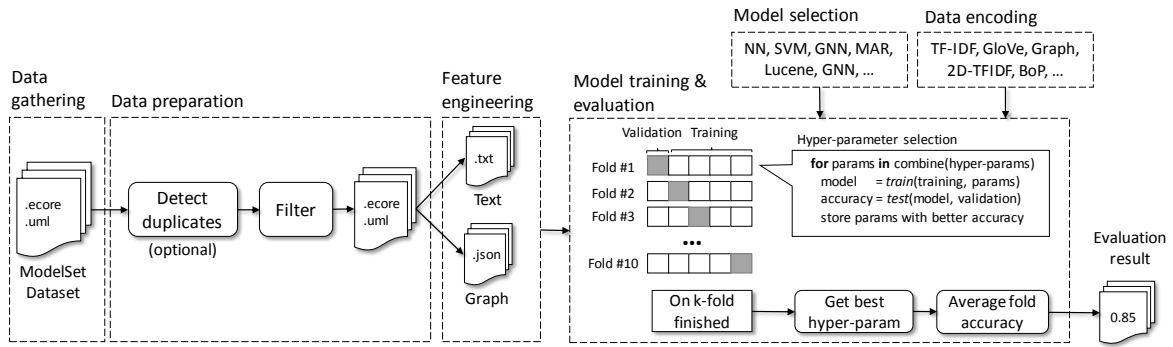 Data
gathering
.ecore
.uml
ModelSet
Dataset
Data preparation
Detect
duplicates
(optional)
Filter
.ecore
.uml
Feature
engineering
.txt
Text
.json
Graph
Model selection
NN, SVM, GNN, MAR,
Lucene, GNN, ...
Data encoding
TF-IDF, GloVe, Graph,
2D-TFIDF, BoP, ...
Model training &
evaluation
Validation
Training
Fold #1
Fold #2
Fold #3
...
Fold #10
Hyper-parameter selection
for params in combine(hyper-params)
model = train(training, params)
accuracy = test(model, validation)
store params with better accuracy
On k-fold
finished
Get best
hyper-param
Average fold
accuracy
Evaluation
result
0.85